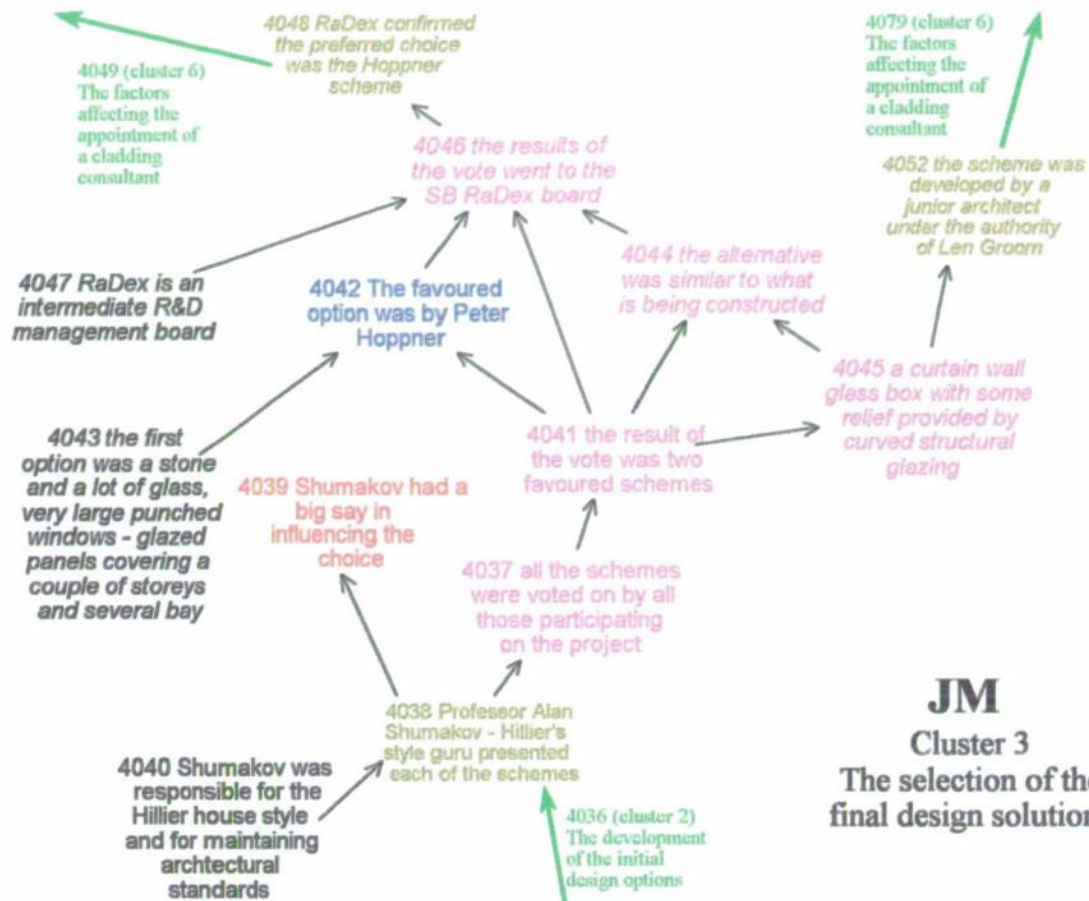 4048 RaDex confirmed
the preferred choice
was the Hoppner
scheme
4049 (cluster 6)
The factors
affecting the
appointment of
a cladding
consultant
4079 (cluster 6)
The factors
affecting the
appointment of
a cladding
consultant
4046 the results of
the vote went to the
SB RaDex board
4052 the scheme was
developed by a
junior architect
under the authority
of Len Groom
4047 RaDex is an
intermediate R&D
management board
4042 The favoured
option was by Peter
Hoppner
4044 the alternative
was similar to what
is being constructed
4045 a curtain wall
glass box with some
relief provided by
curved structural
glazing
4043 the first
option was a stone
and a lot of glass,
very large punched
windows - glazed
panels covering a
couple of storeys
and several bay
4039 Shumakov had a
big say in
influencing the
choice
4041 the result of
the vote was two
favoured schemes
4037 all the schemes
were voted on by all
those participating
on the project
4038 Professor Alan
Shumakov - Hillier's
style guru presented
each of the schemes
4040 Shumakov was
responsible for the
Hillier house style
and for maintaining
archtectural
standards
4036 (cluster 2)
The development
of the initial
design options
JM
Cluster 3
The selection of the
final design solution